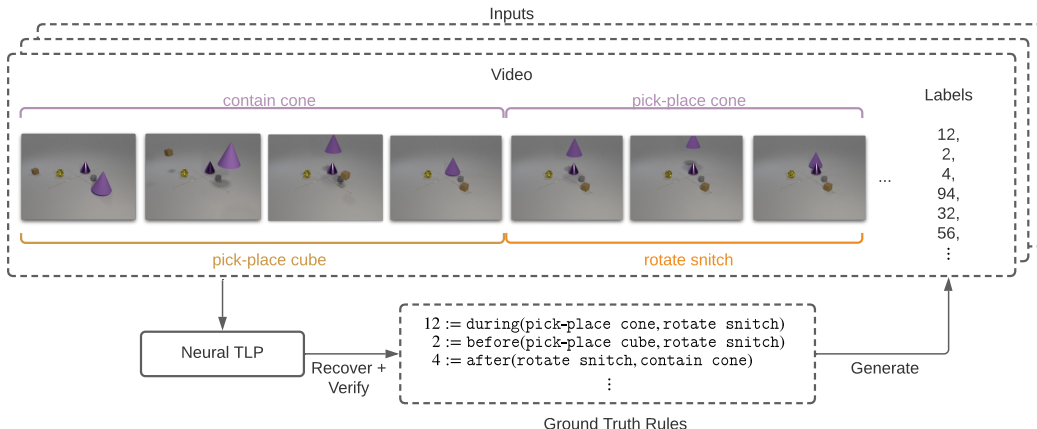 Inputs
Video
contain cone
pick-place cone
Labels
12,
2,
4,
94,
32,
56,
⋮
...
pick-place cube
rotate snitch
Neural TLP
Recover +
Verify
12 := during(pick-place cone, rotate snitch)
2 := before(pick-place cube, rotate snitch)
4 := after(rotate snitch, contain cone)
⋮
Generate
Ground Truth Rules